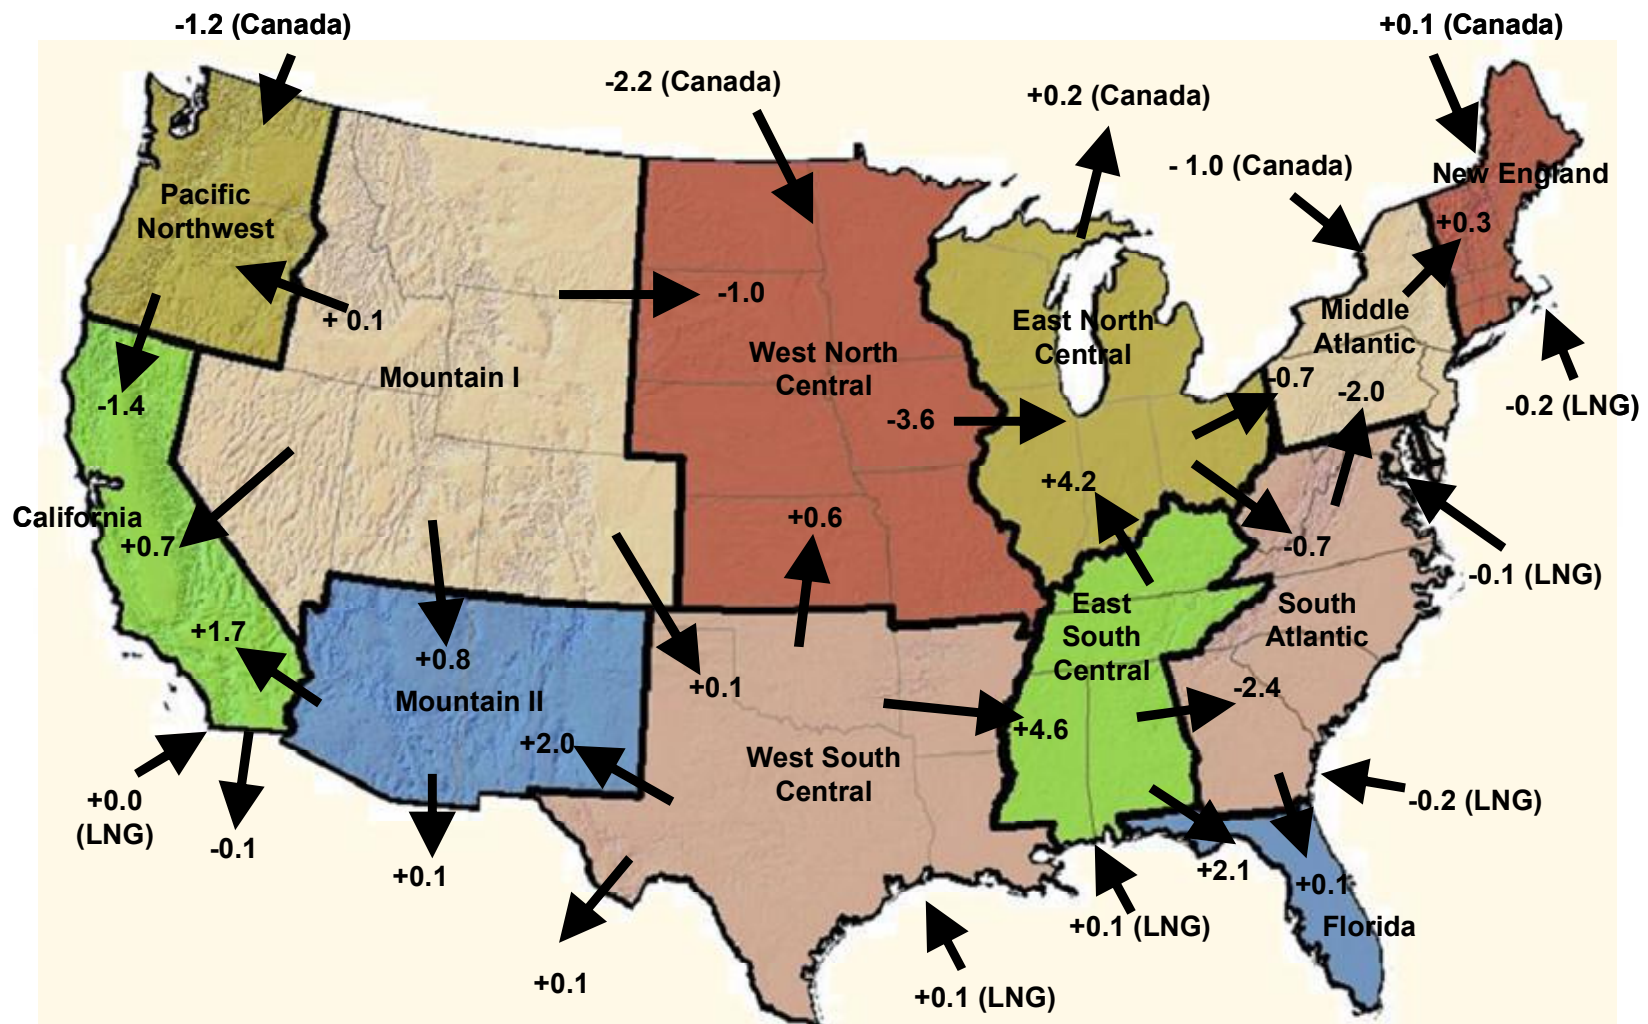 -1.2 (Canada)
+0.1 (Canada)
-2.2 (Canada)
+0.2 (Canada)
- 1.0 (Canada)
New England
Pacific
Northwest
+0.3
-1.0
+ 0.1
Middle
Atlantic
East North
Central
West North
Central
Mountain I
-0.7
-2.0
-0.2 (LNG)
-1.4
-3.6
+4.2
California
+0.7
+0.6
-0.7
-0.1 (LNG)
East
South
Central
South
Atlantic
+1.7
+0.8
+0.1
-2.4
Mountain II
+2.0
+4.6
West South
Central
+0.0
(LNG)
-0.1
+0.1
-0.2 (LNG)
+2.1
+0.1
Florida
+0.1 (LNG)
+0.1
+0.1 (LNG)